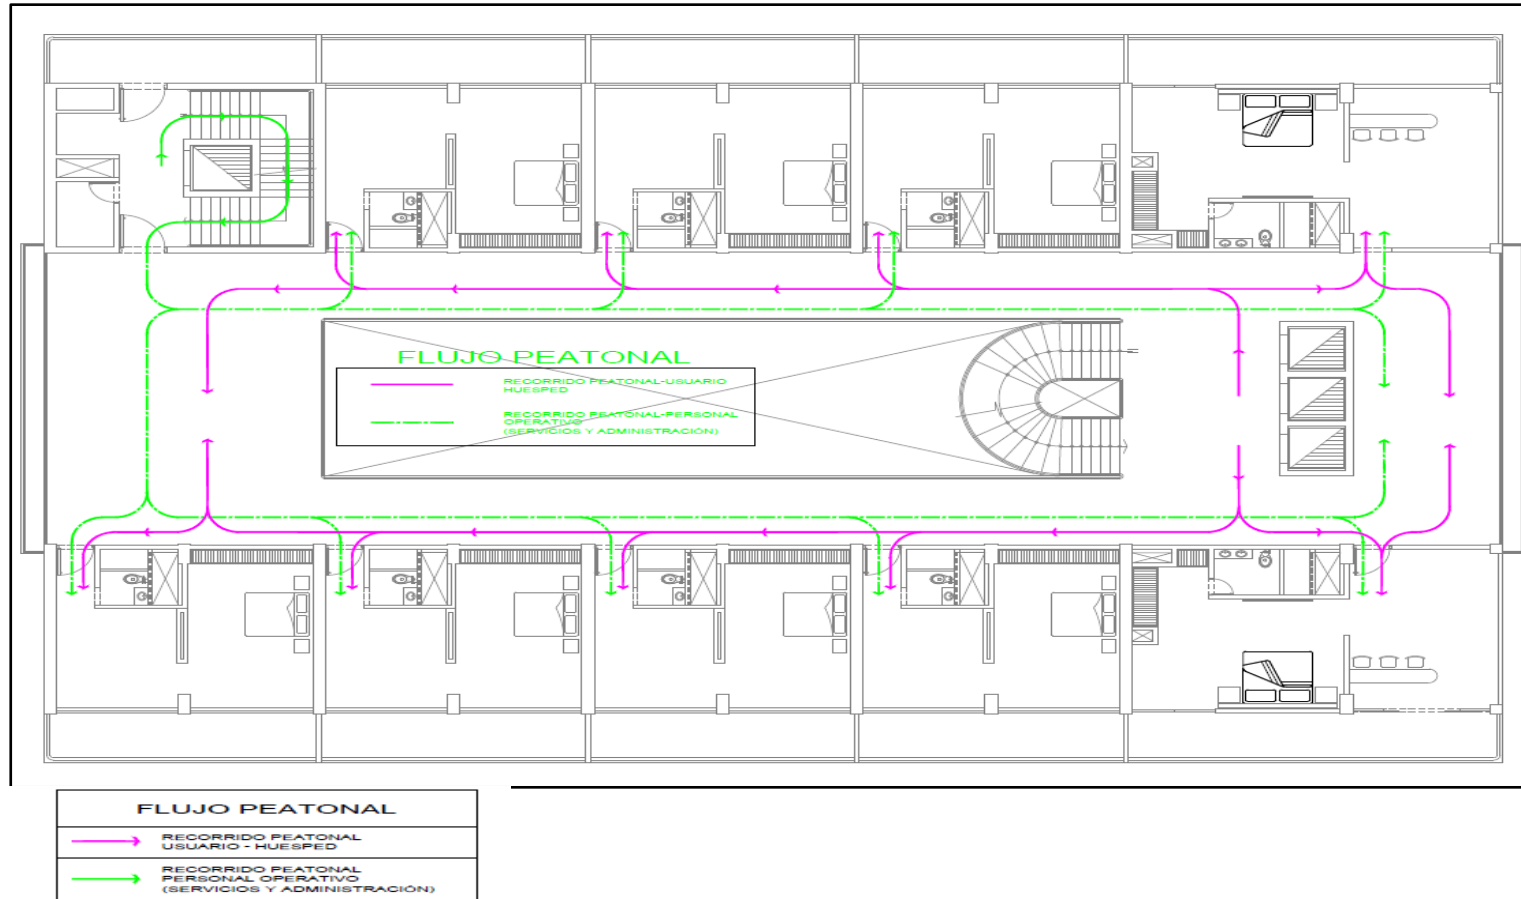 FLUJO PEATONAL
RECORRIDO PEATONAL-USUARIO
HUESPED
RECORRIDO PEATONAL-PERSONAL
OPERATIVO
(SERVICIOS Y ADMINISTRACIÓN)
FLUJO PEATONAL
RECORRIDO PEATONAL
USUARIO - HUESPED
RECORRIDO PEATONAL
PERSONAL OPERATIVO
(SERVICIOS Y ADMINISTRACIÓN)